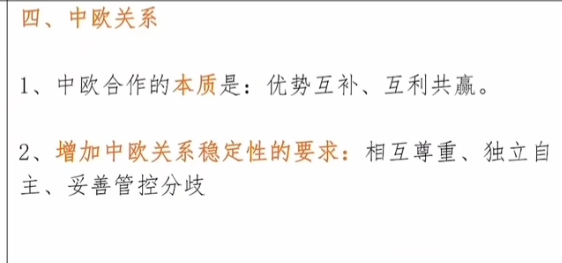 四、中欧关系
1、中欧合作的本质是：优势互补、互利共赢。
2、增加中欧关系稳定性的要求：相互尊重、独立自
主、妥善管控分歧